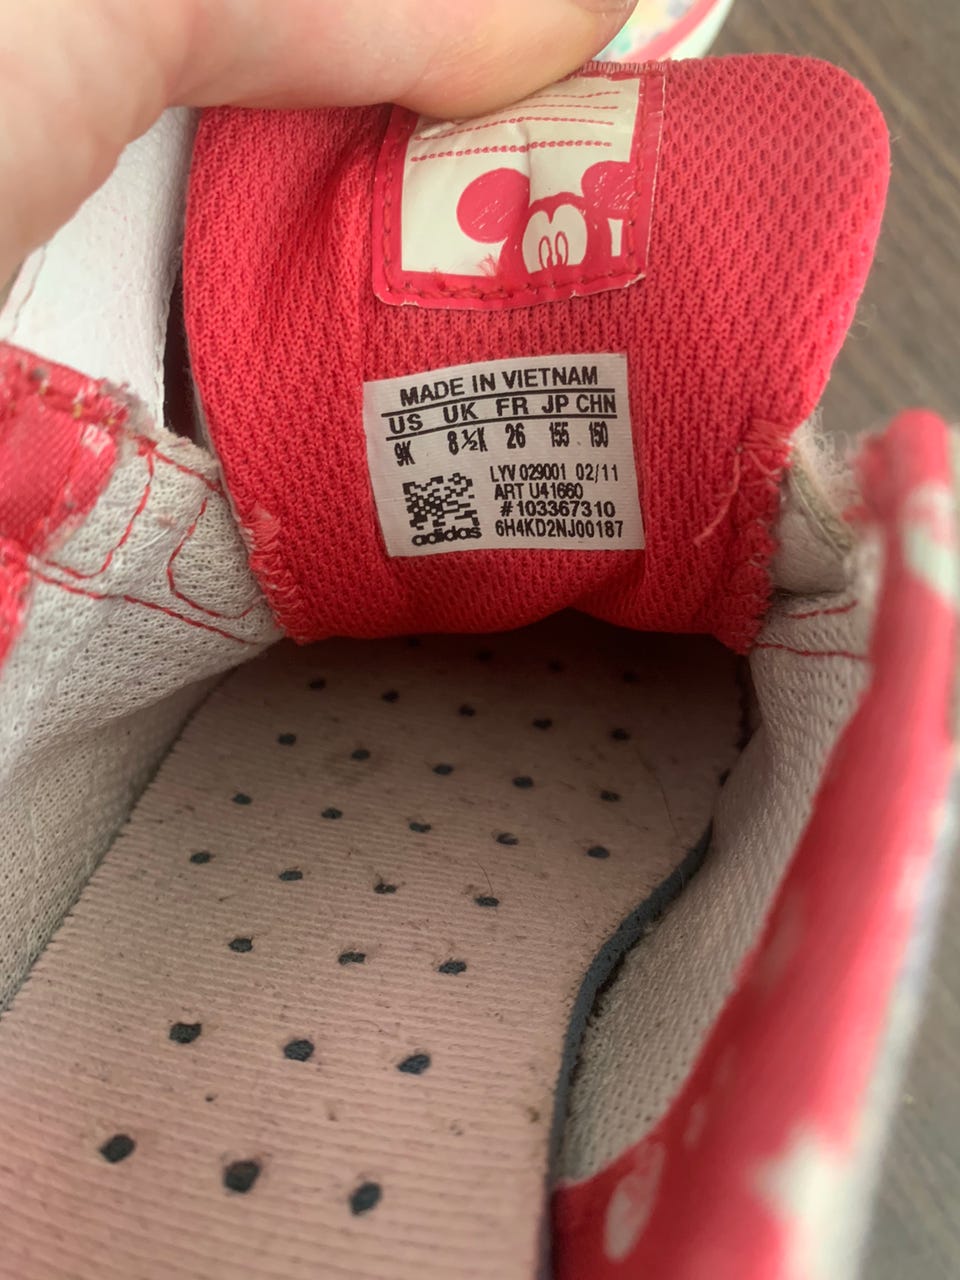 MADE IN VIETNAM
US UK FR JP CHN
9K 8½K 26 155 150
LYV 029001 02/11
ART U41660
#103367310
adidas 6H4KD2NJ00187